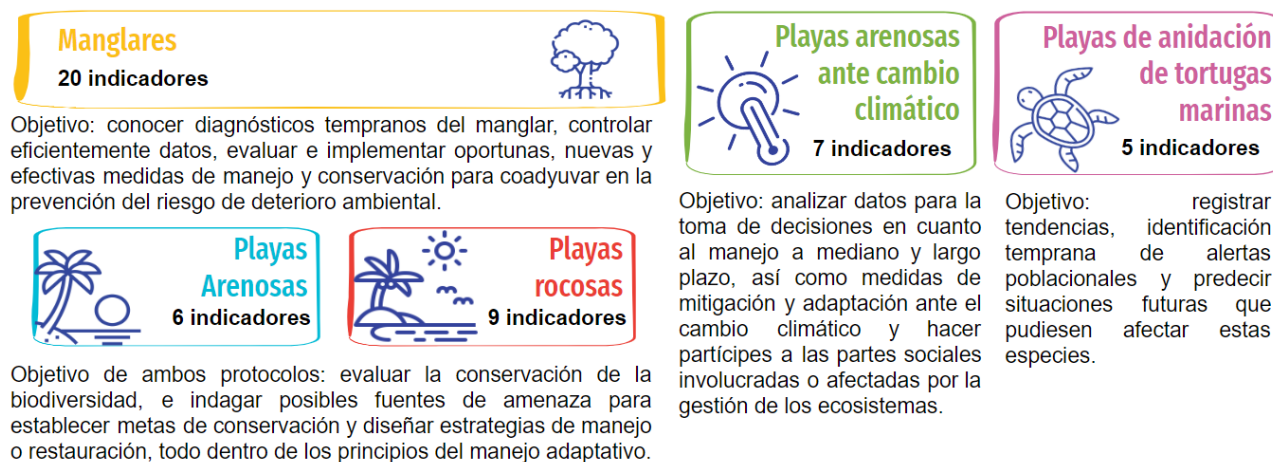 Manglares
20 indicadores
Objetivo: conocer diagnósticos tempranos del manglar, controlar
eficientemente datos, evaluar e implementar oportunas, nuevas y
efectivas medidas de manejo y conservación para coadyuvar en la
prevención del riesgo de deterioro ambiental.
Playas
Arenosas
6 indicadores
Playas
rocosas
9 indicadores
Objetivo de ambos protocolos: evaluar la conservación de la
biodiversidad, e indagar posibles fuentes de amenaza para
establecer metas de conservación y diseñar estrategias de manejo
o restauración, todo dentro de los principios del manejo adaptativo.
Playas arenosas
ante cambio
climático
7 indicadores
Objetivo: analizar datos para la
toma de decisiones en cuanto
al manejo a mediano y largo
plazo, así como medidas de
mitigación y adaptación ante el
cambio climático y hacer
partícipes a las partes sociales
involucradas o afectadas por la
gestión de los ecosistemas.
Playas de anidación
de tortugas
marinas
5 indicadores
Objetivo: registrar
tendencias, identificación
temprana de alertas
poblacionales y predecir
situaciones futuras que
pudiesen afectar estas
especies.